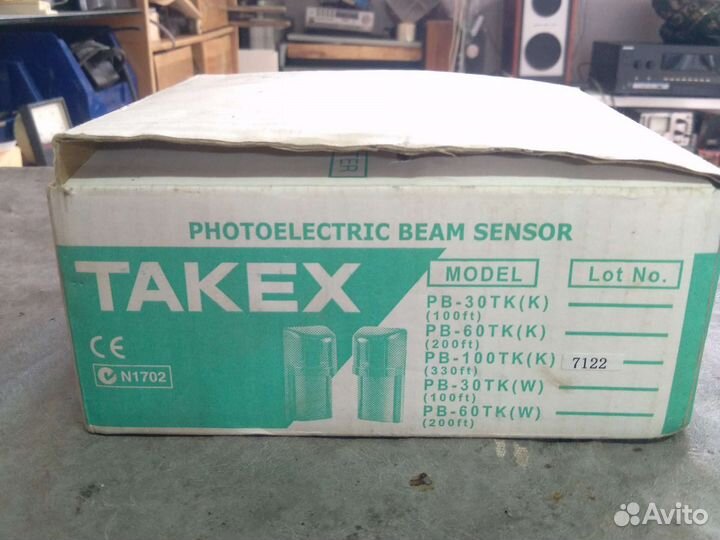 TER
PHOTOELECTRIC BEAM SENSOR
TAKEX
CE
N1702
MODEL Lot No.
PB-30TK(K)
(100ft)
PB-60TK(K)
(200ft)
PB-100TK(K) 7122
(330ft)
PB-30TK(W)
(100ft)
PB-60TK(W)
(200ft)
Avito